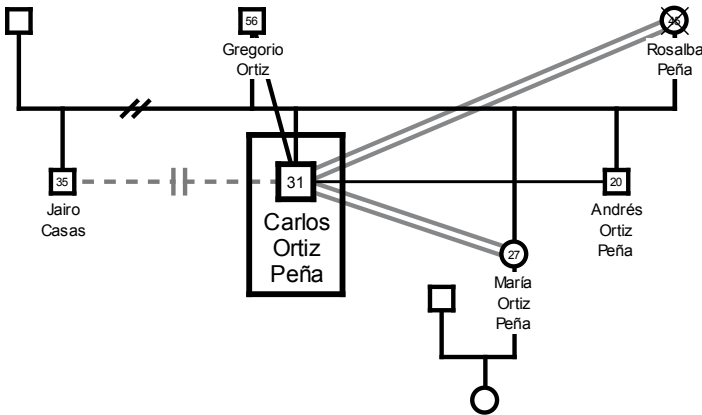 56
45
Gregorio
Ortiz
Rosalba
Peña
35
Jairo
Casas
31
Carlos
Ortiz
Peña
20
Andrés
Ortiz
Peña
27
María
Ortiz
Peña